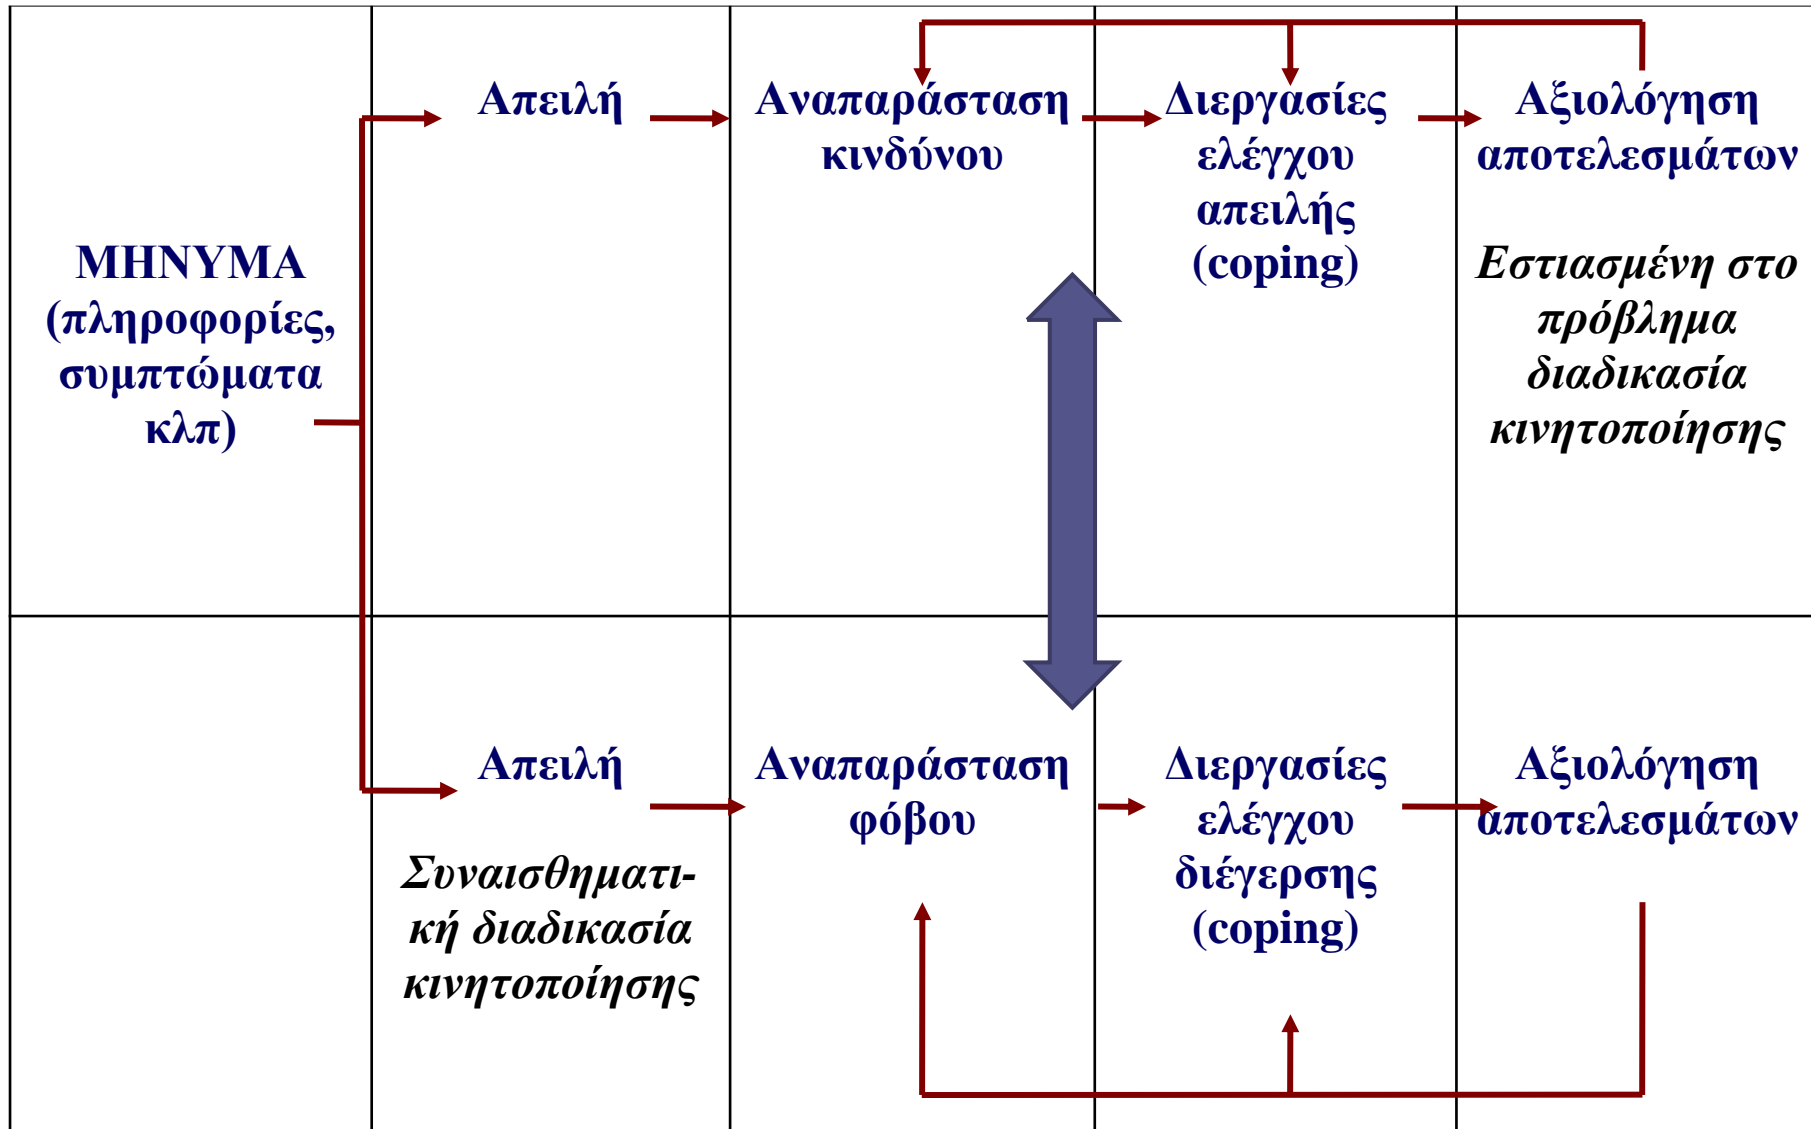 ΜΗΝΥΜΑ
(πληροφορίες,
συμπτώματα
κλπ)
Απειλή
Αναπαράσταση
κινδύνου
Διεργασίες
ελέγχου
απειλής
(coping)
Αξιολόγηση
αποτελεσμάτων
Εστιασμένη στο
πρόβλημα
διαδικασία
κινητοποίησης
Απειλή
Συναισθηματι-
κή διαδικασία
κινητοποίησης
Αναπαράσταση
φόβου
Διεργασίες
ελέγχου
διέγερσης
(coping)
Αξιολόγηση
αποτελεσμάτων